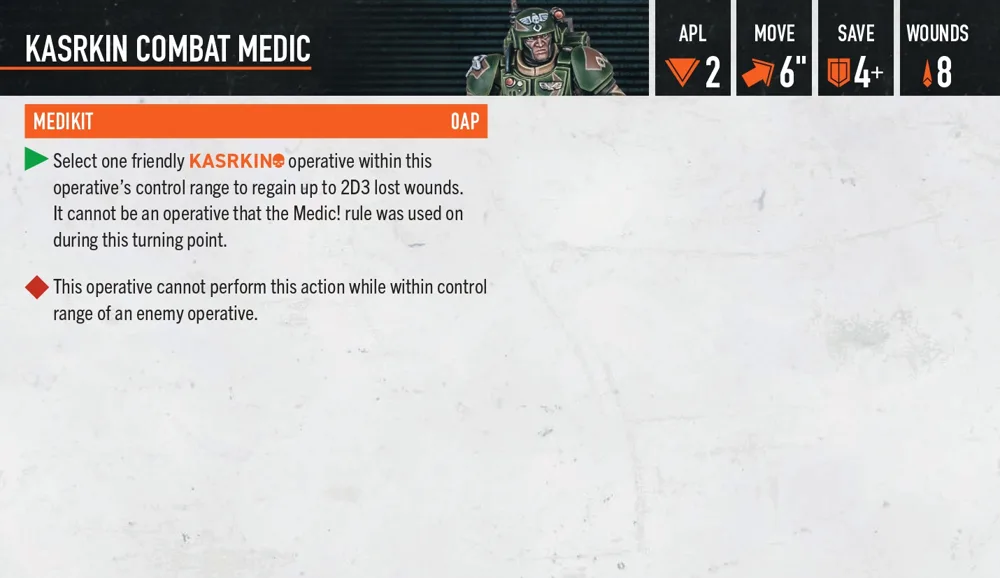 KASRKIN COMBAT MEDIC
APL
2
MOVE
6"
SAVE
4+
WOUNDS
8
MEDIKIT 0AP
Select one friendly KASRKIN operative within this
operative's control range to regain up to 2D3 lost wounds.
It cannot be an operative that the Medic! rule was used on
during this turning point.
This operative cannot perform this action while within control
range of an enemy operative.